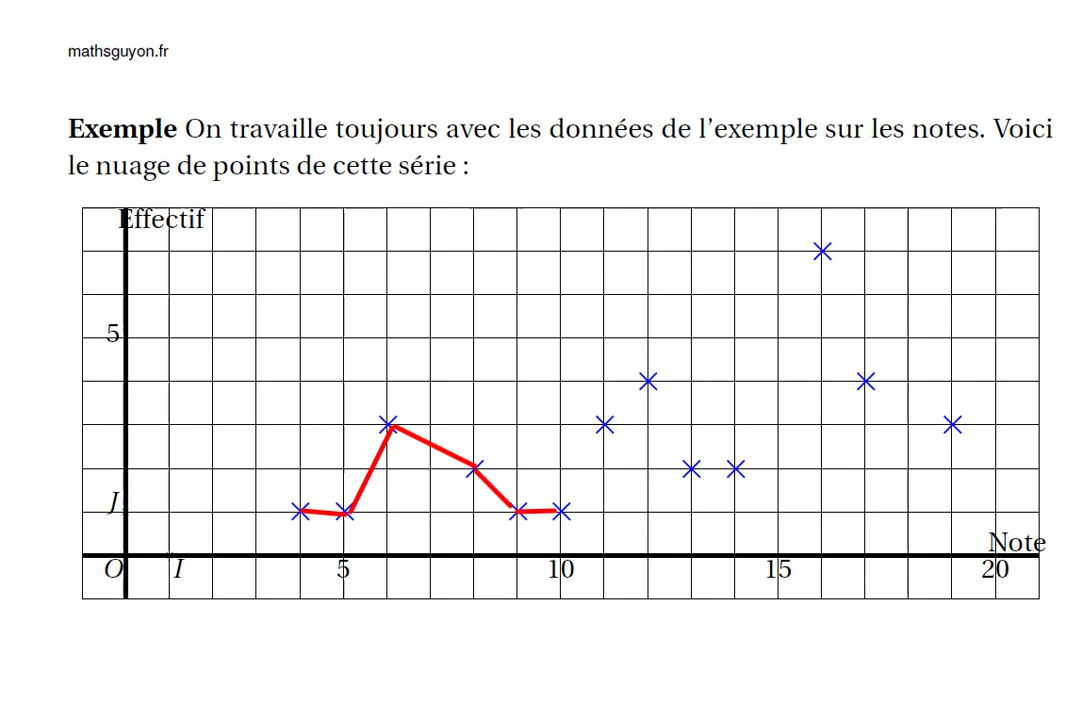 mathsguyon.fr
Exemple On travaille toujours avec les données de l'exemple sur les notes. Voici
le nuage de points de cette série :
Effectif
5
J
Note
O I 5 10 15 20